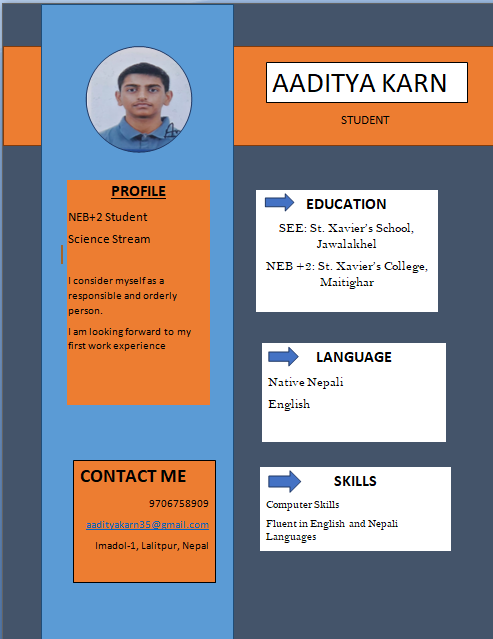 AADITYA KARN
STUDENT
PROFILE
NEB+2 Student
Science Stream
I consider myself as a
responsible and orderly
person.
I am looking forward to my
first work experience
CONTACT ME
9706758909
aadityakarn35@gmail.com
Imadol-1, Lalitpur, Nepal
EDUCATION
SEE: St. Xavier's School,
Jawalakhel
NEB +2: St. Xavier's College,
Maitighar
LANGUAGE
Native Nepali
English
SKILLS
Computer Skills
Fluent in English and Nepali
Languages